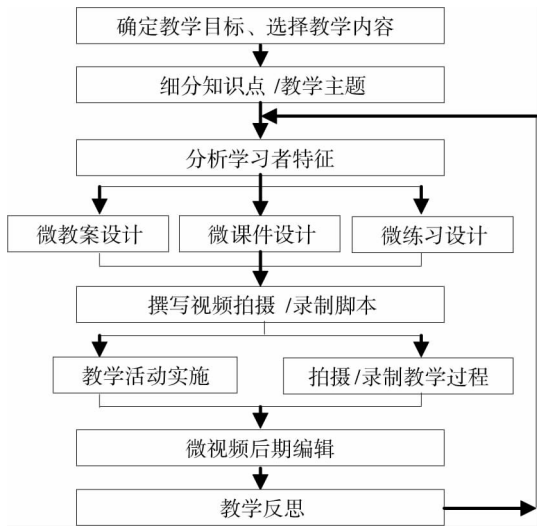 确定教学目标、选择教学内容
细分知识点 /教学主题
分析学习者特征
微教案设计
微课件设计
微练习设计
撰写视频拍摄 /录制脚本
教学活动实施
拍摄/录制教学过程
微视频后期编辑
教学反思